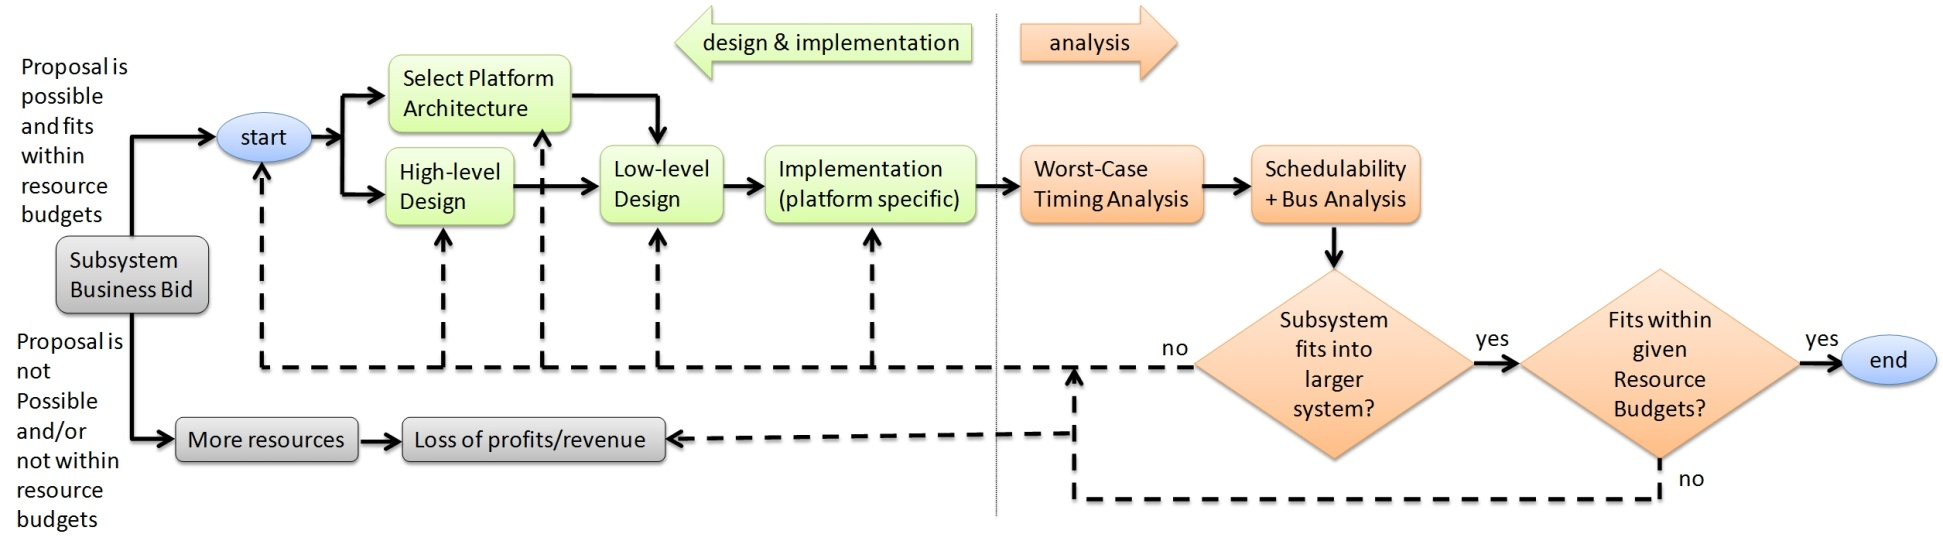 design & implementation
analysis
Proposal is
possible
and fits
within
resource
budgets
start
Select Platform
Architecture
High-level
Design
Low-level
Design
Implementation
(platform specific)
Worst-Case
Timing Analysis
Schedulability
+ Bus Analysis
Subsystem
Business Bid
Proposal is
not
Possible
and/or
not within
resource
budgets
More resources
Loss of profits/revenue
no
Subsystem
fits into
larger
system?
yes
Fits within
given
Resource
Budgets?
yes
end
no